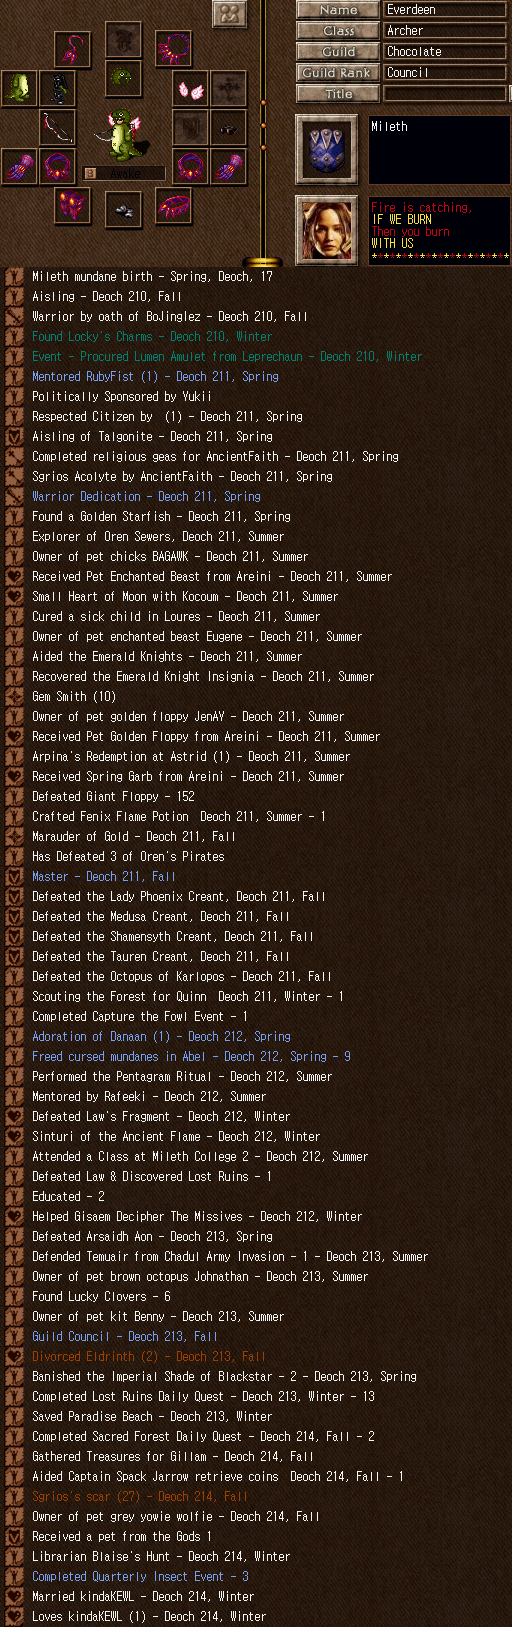 Name Everdeen
Class Archer
Guild Chocolate
Guild Rank Council
Title
Mileth
Awake
Fire is catching,
IF WE BURN
Then you burn
WITH US
***********************
Mileth mundane birth - Spring, Deoch, 17
Aisling - Deoch 210, Fall
Warrior by oath of BoJinglez - Deoch 210, Fall
Found Locky's Charms - Deoch 210, Winter
Event - Procured Lumen Amulet from Leprechaun - Deoch 210, Winter
Mentored RubyFist (1) - Deoch 211, Spring
Politically Sponsored by Yukii
Respected Citizen by (1) - Deoch 211, Spring
Aisling of Talgonite - Deoch 211, Spring
Completed religious geas for AncientFaith - Deoch 211, Spring
Sgrios Acolyte by AncientFaith - Deoch 211, Spring
Warrior Dedication - Deoch 211, Spring
Found a Golden Starfish - Deoch 211, Spring
Explorer of Oren Sewers, Deoch 211, Summer
Owner of pet chicks BAGAWK - Deoch 211, Summer
Received Pet Enchanted Beast from Areini - Deoch 211, Summer
Small Heart of Moon with Kocoum - Deoch 211, Summer
Cured a sick child in Loures - Deoch 211, Summer
Owner of pet enchanted beast Eugene - Deoch 211, Summer
Aided the Emerald Knights - Deoch 211, Summer
Recovered the Emerald Knight Insignia - Deoch 211, Summer
Gem Smith (10)
Owner of pet golden floppy JenAY - Deoch 211, Summer
Received Pet Golden Floppy from Areini - Deoch 211, Summer
Arpina's Redemption at Astrid (1) - Deoch 211, Summer
Received Spring Garb from Areini - Deoch 211, Summer
Defeated Giant Floppy - 152
Crafted Fenix Flame Potion Deoch 211, Summer - 1
Marauder of Gold - Deoch 211, Fall
Has Defeated 3 of Oren's Pirates
Master - Deoch 211, Fall
Defeated the Lady Phoenix Creant, Deoch 211, Fall
Defeated the Medusa Creant, Deoch 211, Fall
Defeated the Shamensyth Creant, Deoch 211, Fall
Defeated the Tauren Creant, Deoch 211, Fall
Defeated the Octopus of Karlopos - Deoch 211, Fall
Scouting the Forest for Quinn Deoch 211, Winter - 1
Completed Capture the Fowl Event - 1
Adoration of Danaan (1) - Deoch 212, Spring
Freed cursed mundanes in Abel - Deoch 212, Spring - 9
Performed the Pentagram Ritual - Deoch 212, Summer
Mentored by Rafeeki - Deoch 212, Summer
Defeated Law's Fragment - Deoch 212, Winter
Sinturi of the Ancient Flame - Deoch 212, Winter
Attended a Class at Mileth College 2 - Deoch 212, Summer
Defeated Law & Discovered Lost Ruins - 1
Educated - 2
Helped Gisaem Decipher The Missives - Deoch 212, Winter
Defeated Arsaidh Aon - Deoch 213, Spring
Defended Temuair from Chadul Army Invasion - 1 - Deoch 213, Summer
Owner of pet brown octopus Johnathan - Deoch 213, Summer
Found Lucky Clovers - 6
Owner of pet kit Benny - Deoch 213, Summer
Guild Council - Deoch 213, Fall
Divorced Eldrinth (2) - Deoch 213, Fall
Banished the Imperial Shade of Blackstar - 2 - Deoch 213, Spring
Completed Lost Ruins Daily Quest - Deoch 213, Winter - 13
Saved Paradise Beach - Deoch 213, Winter
Completed Sacred Forest Daily Quest - Deoch 214, Fall - 2
Gathered Treasures for Gillam - Deoch 214, Fall
Aided Captain Spack Jarrow retrieve coins Deoch 214, Fall - 1
Sgrios's scar (27) - Deoch 214, Fall
Owner of pet grey yowie wolfie - Deoch 214, Fall
Received a pet from the Gods 1
Librarian Blaise's Hunt - Deoch 214, Winter
Completed Quarterly Insect Event - 3
Married kindaKEWL - Deoch 214, Winter
Loves kindaKEWL (1) - Deoch 214, Winter